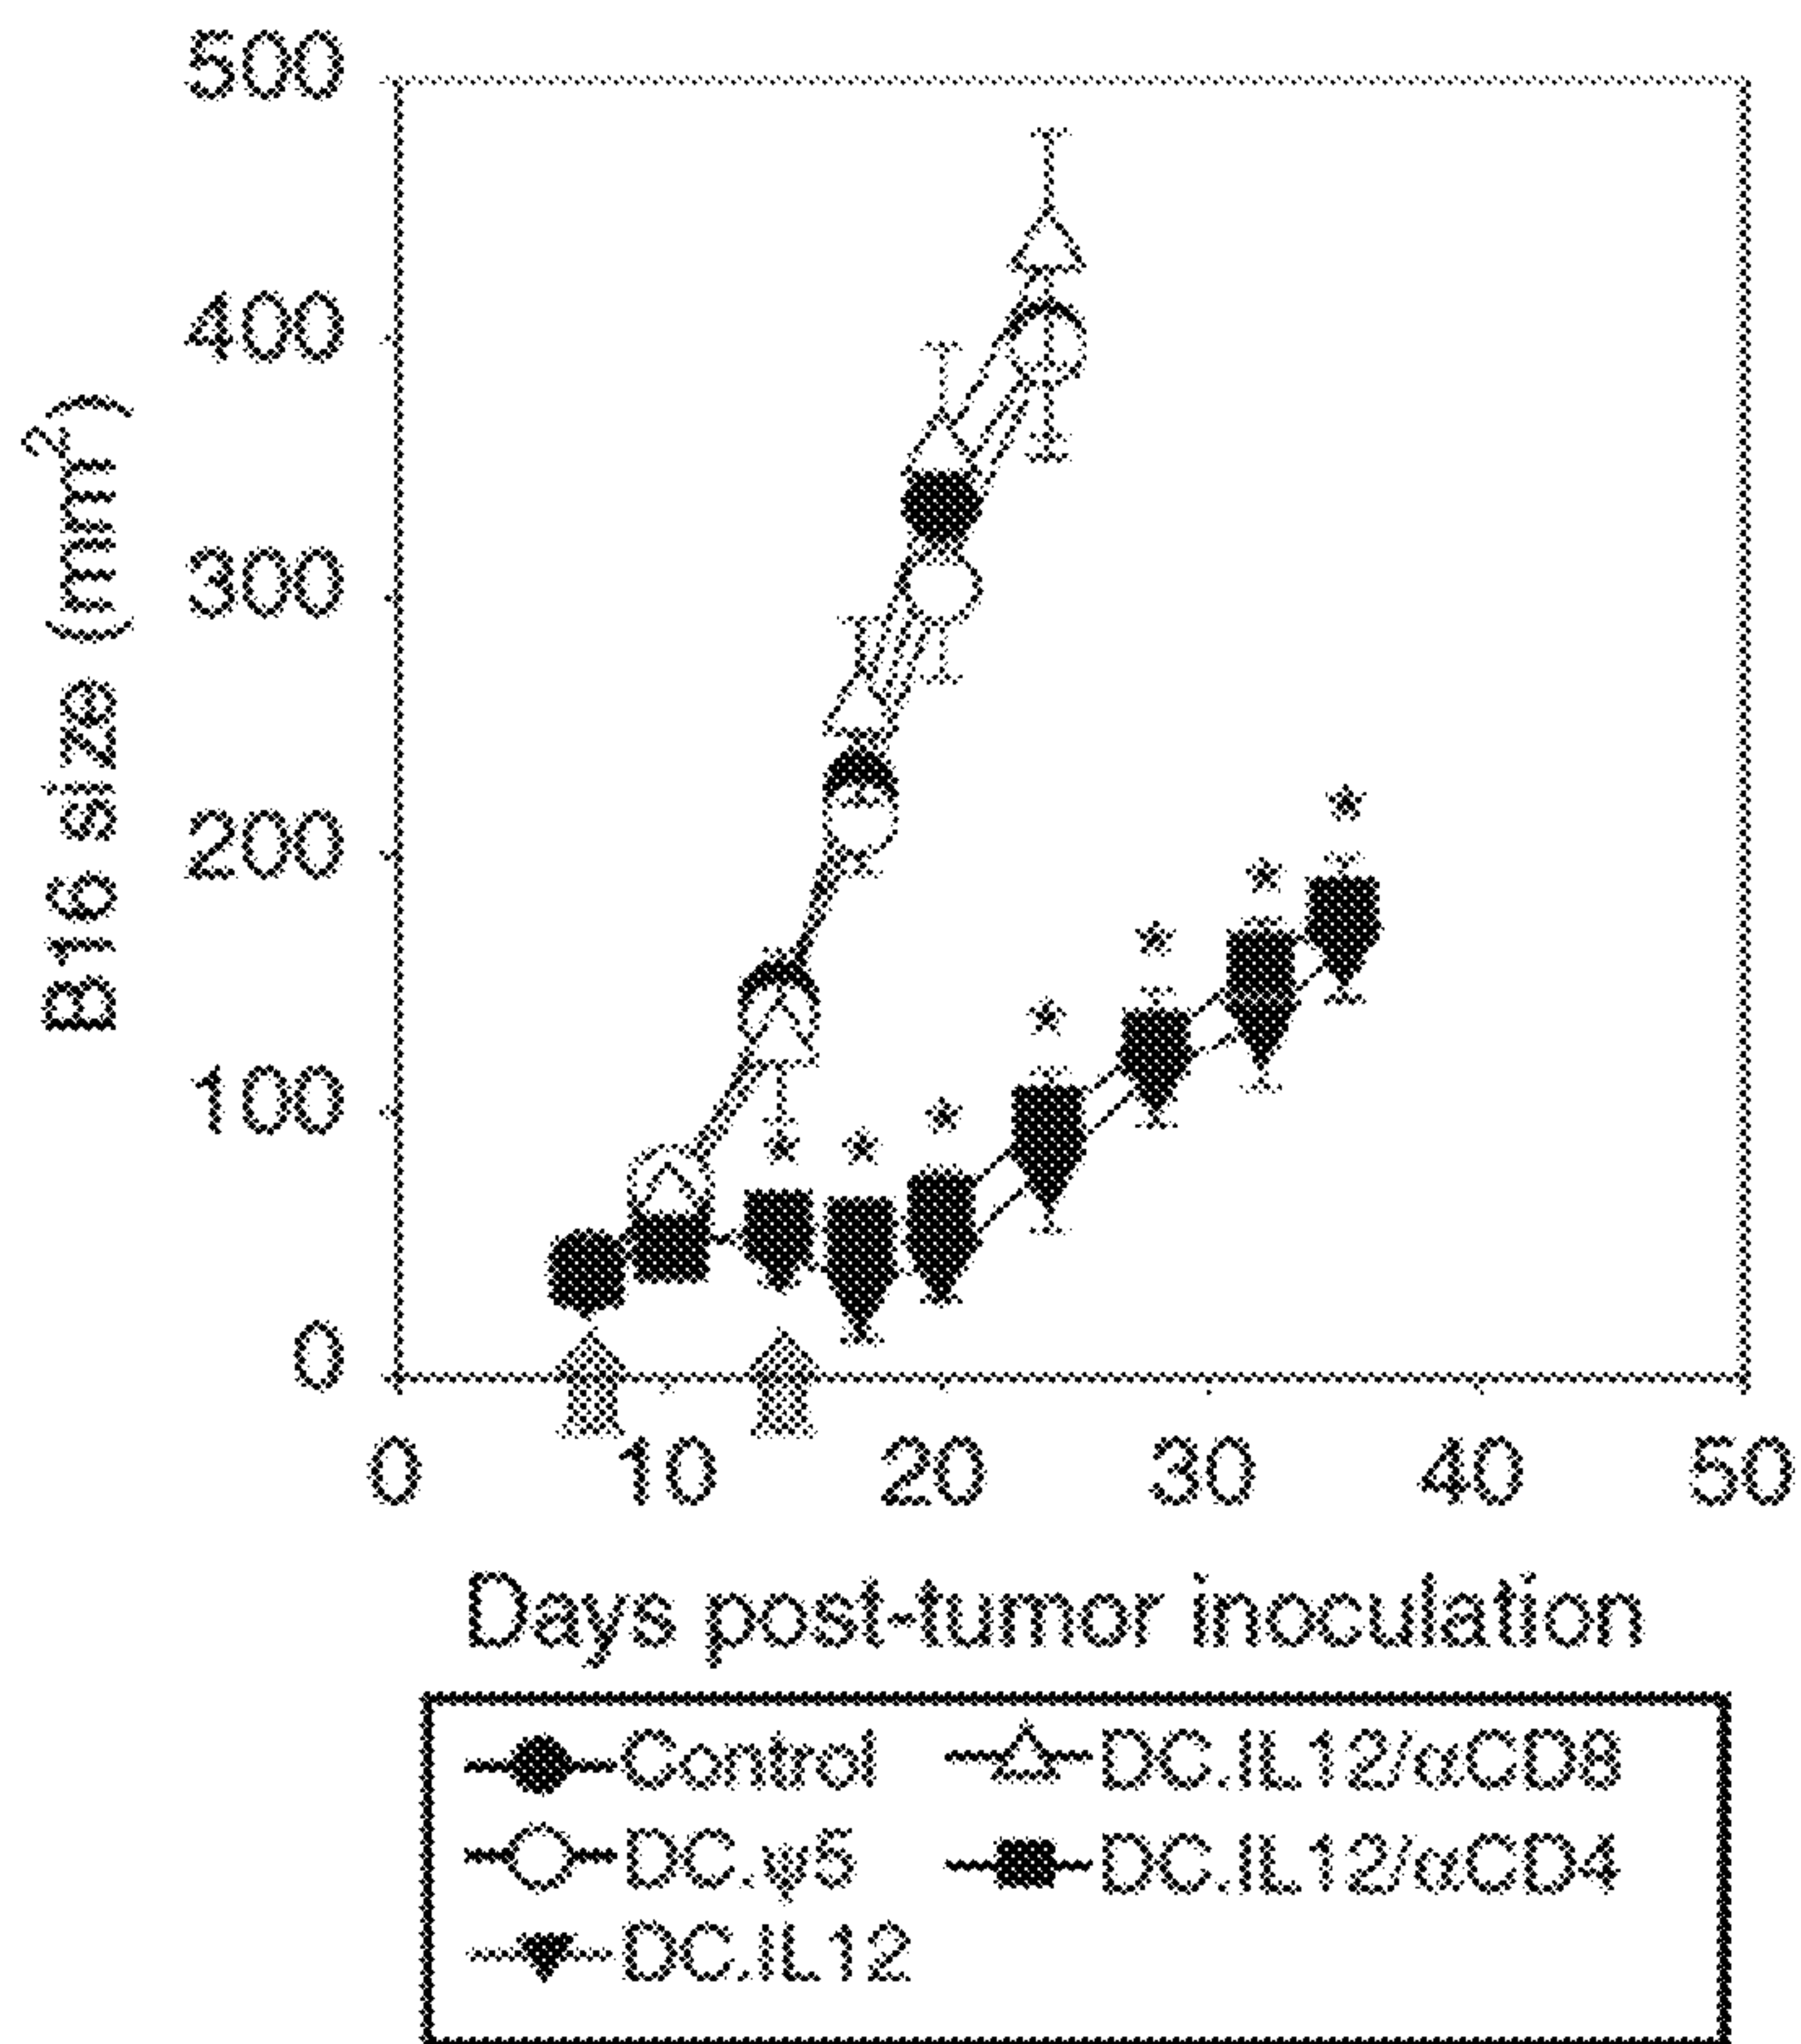 B16 size (mm²)
500
400
300
200
100
0
* * * * * * *
0 10 20 30 40 50
Days post-tumor inoculation
Control DC.IL12/αCD8
DC.ψ5 DC.IL12/αCD4
DC.IL12